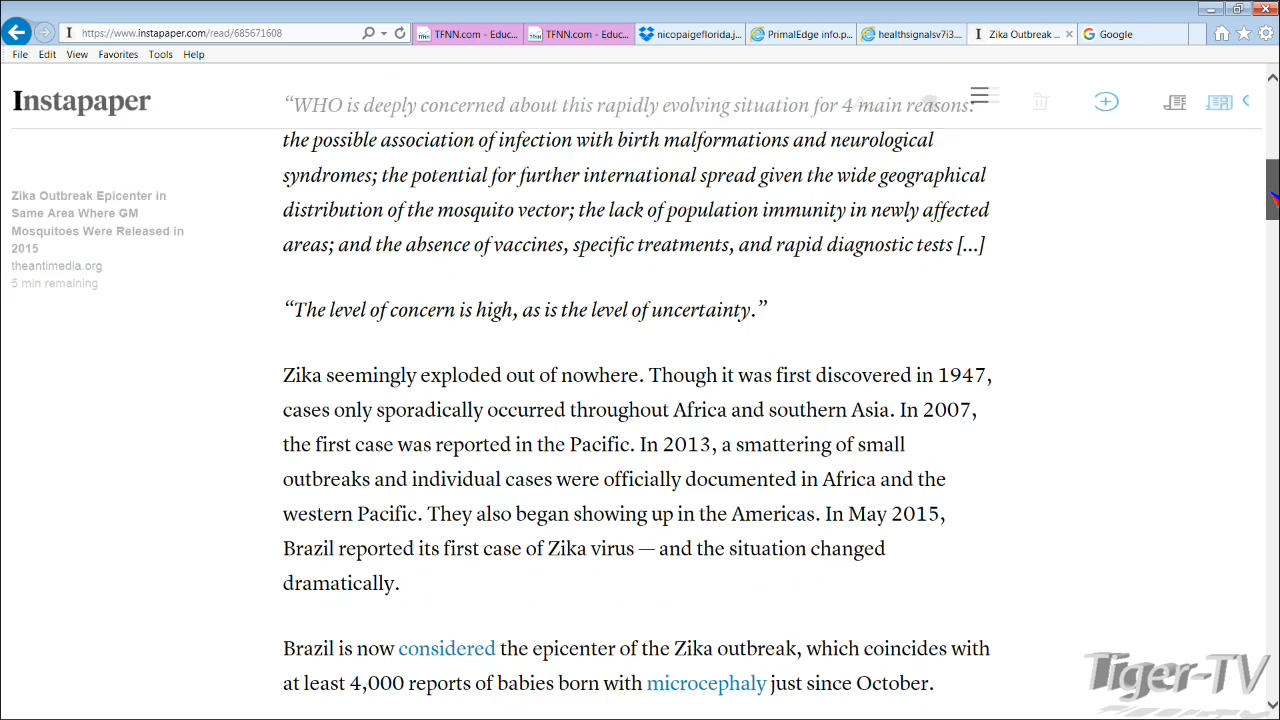 https://www.instapaper.com/read/685671608
TFNN.com - Educ...
TFNN.com - Educ...
nicopaigeflorida.j...
PrimalEdge info.p...
healthsignalsv7i3...
Zika Outbreak ...
Google
File Edit View Favorites Tools Help
Instapaper
Zika Outbreak Epicenter in
Same Area Where GM
Mosquitoes Were Released in
2015
theantimedia.org
5 min remaining
“WHO is deeply concerned about this rapidly evolving situation for 4 main reasons:
the possible association of infection with birth malformations and neurological
syndromes; the potential for further international spread given the wide geographical
distribution of the mosquito vector; the lack of population immunity in newly affected
areas; and the absence of vaccines, specific treatments, and rapid diagnostic tests [...]
“The level of concern is high, as is the level of uncertainty.”
Zika seemingly exploded out of nowhere. Though it was first discovered in 1947,
cases only sporadically occurred throughout Africa and southern Asia. In 2007,
the first case was reported in the Pacific. In 2013, a smattering of small
outbreaks and individual cases were officially documented in Africa and the
western Pacific. They also began showing up in the Americas. In May 2015,
Brazil reported its first case of Zika virus — and the situation changed
dramatically.
Brazil is now considered the epicenter of the Zika outbreak, which coincides with
at least 4,000 reports of babies born with microcephaly just since October.
Tiger-TV